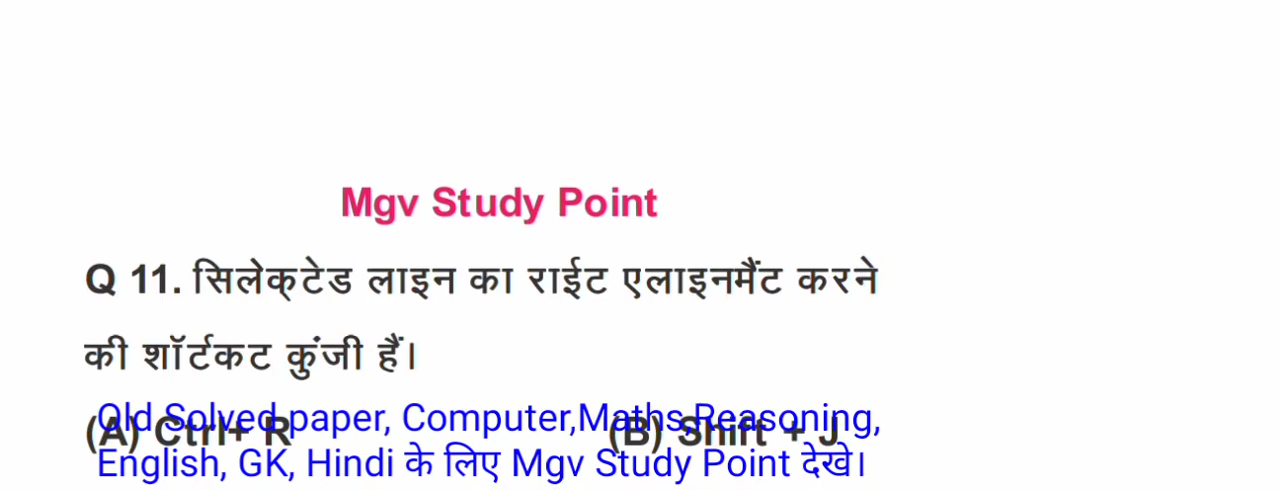 Mgv Study Point
Q 11. सिलेक्टेड लाइन का राईट एलाइनमैंट करने
की शॉर्टकट कुंजी हैं।
(A) Ctrl+ R (B) Shift + J
Old Solved paper, Computer,Maths,Reasoning,
English, GK, Hindi के लिए Mgv Study Point देखे।